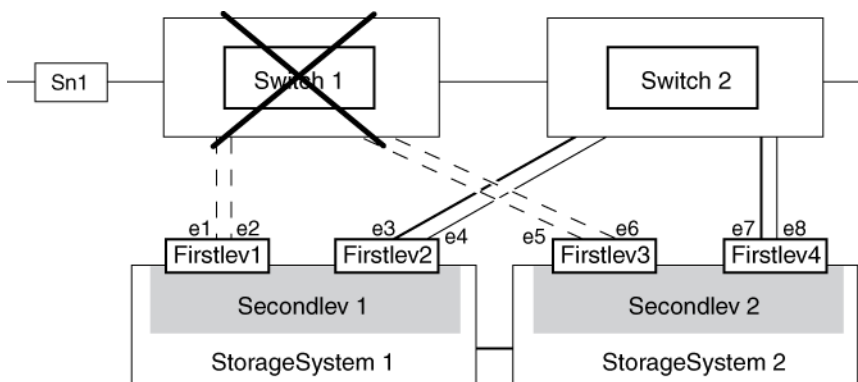 Sn1
Switch 1
Switch 2
e1
e2
e3
e4
e5
e6
e7
e8
Firstlev1
Firstlev2
Firstlev3
Firstlev4
Secondlev 1
Secondlev 2
StorageSystem 1
StorageSystem 2